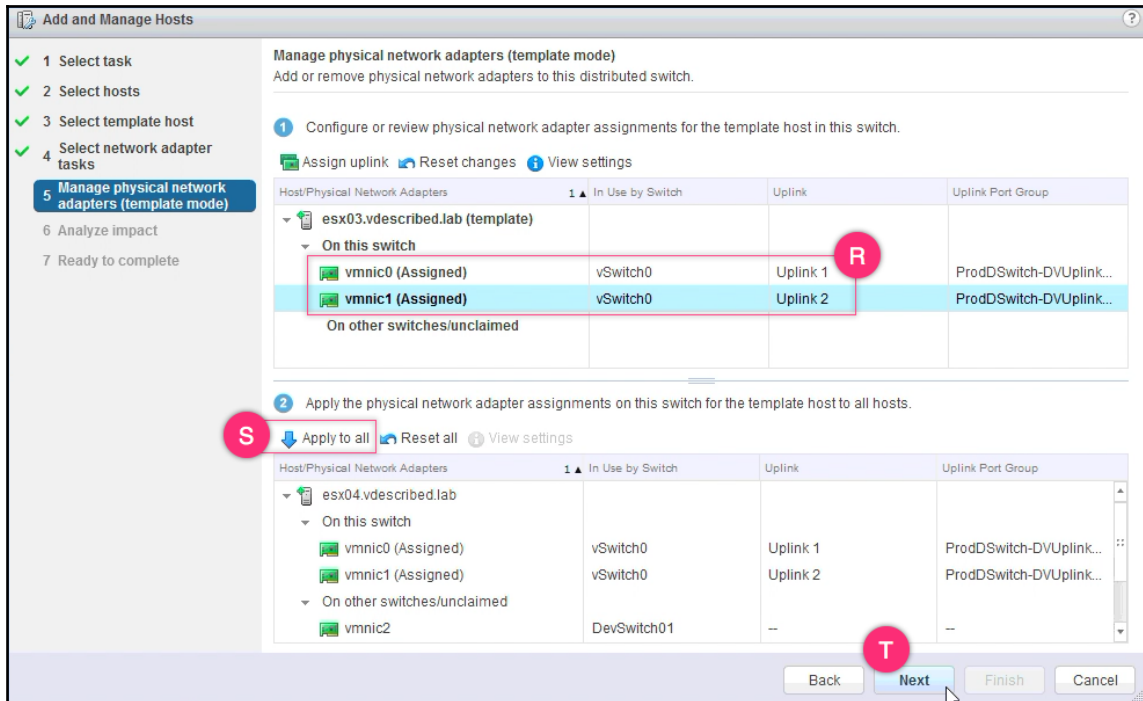 Add and Manage Hosts
?
1 Select task
2 Select hosts
3 Select template host
4 Select network adapter
tasks
5 Manage physical network
adapters (template mode)
6 Analyze impact
7 Ready to complete
Manage physical network adapters (template mode)
Add or remove physical network adapters to this distributed switch.
1 Configure or review physical network adapter assignments for the template host in this switch.
Assign uplink Reset changes View settings
Host/Physical Network Adapters 1 ▲ In Use by Switch Uplink Uplink Port Group
esx03.vdescribed.lab (template)
On this switch
R
vmnic0 (Assigned) vSwitch0 Uplink 1 ProdDSwitch-DVUplink...
vmnic1 (Assigned) vSwitch0 Uplink 2 ProdDSwitch-DVUplink...
On other switches/unclaimed
2 Apply the physical network adapter assignments on this switch for the template host to all hosts.
S Apply to all Reset all View settings
Host/Physical Network Adapters 1 ▲ In Use by Switch Uplink Uplink Port Group
esx04.vdescribed.lab
On this switch
vmnic0 (Assigned) vSwitch0 Uplink 1 ProdDSwitch-DVUplink...
vmnic1 (Assigned) vSwitch0 Uplink 2 ProdDSwitch-DVUplink...
On other switches/unclaimed
vmnic2 DevSwitch01 -- --
T
Back Next Finish Cancel